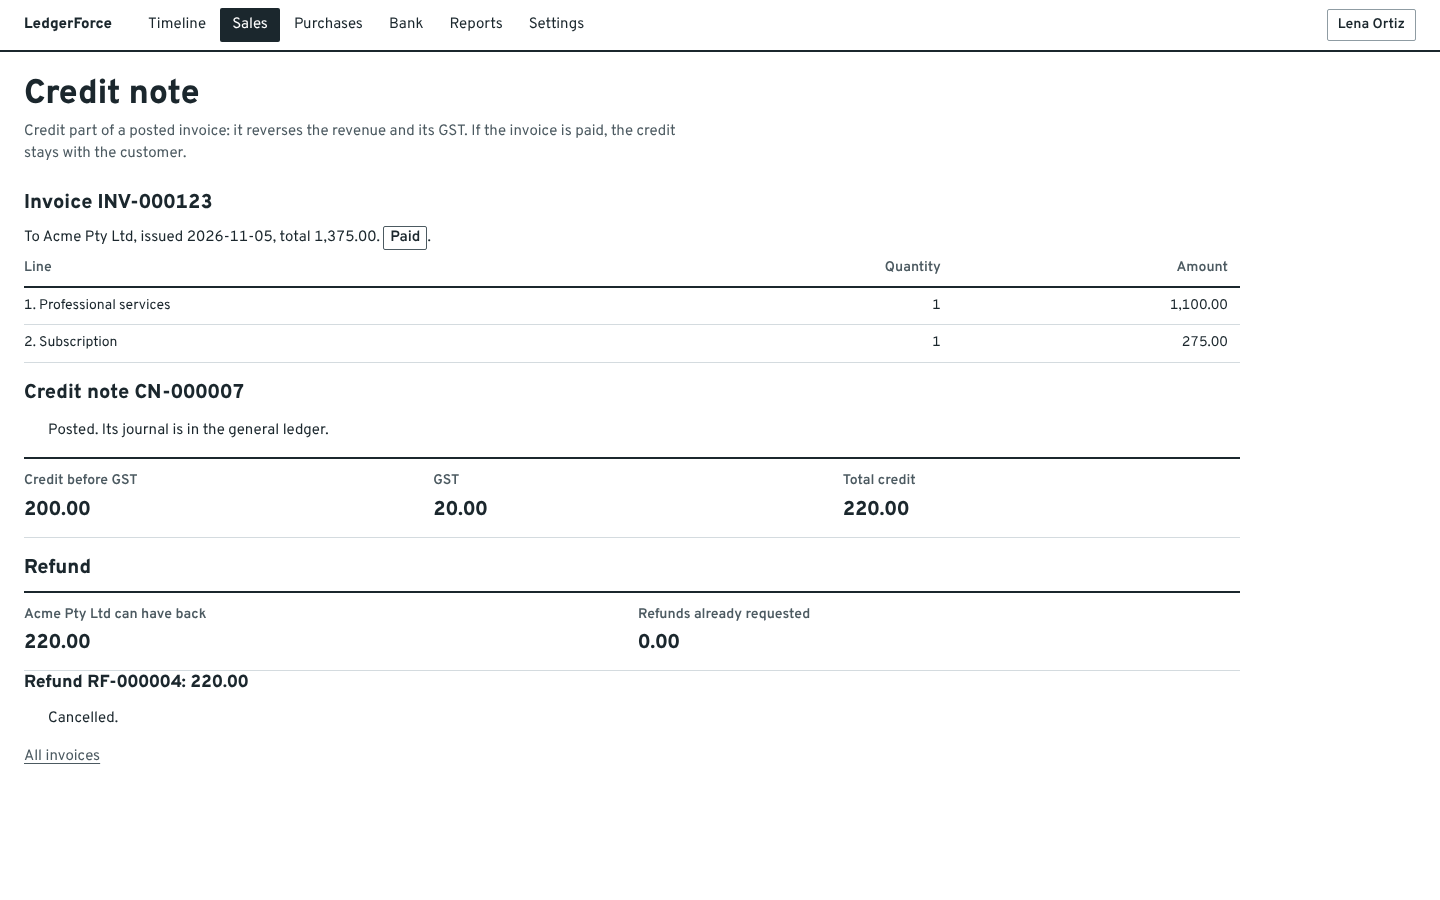 LedgerForce Timeline Sales Purchases Bank Reports Settings Lena Ortiz
Credit note
Credit part of a posted invoice: it reverses the revenue and its GST. If the invoice is paid, the credit
stays with the customer.
Invoice INV-000123
To Acme Pty Ltd, issued 2026-11-05, total 1,375.00. Paid.
Line Quantity Amount
1. Professional services 1 1,100.00
2. Subscription 1 275.00
Credit note CN-000007
Posted. Its journal is in the general ledger.
Credit before GST GST Total credit
200.00 20.00 220.00
Refund
Acme Pty Ltd can have back Refunds already requested
220.00 0.00
Refund RF-000004: 220.00
Cancelled.
All invoices